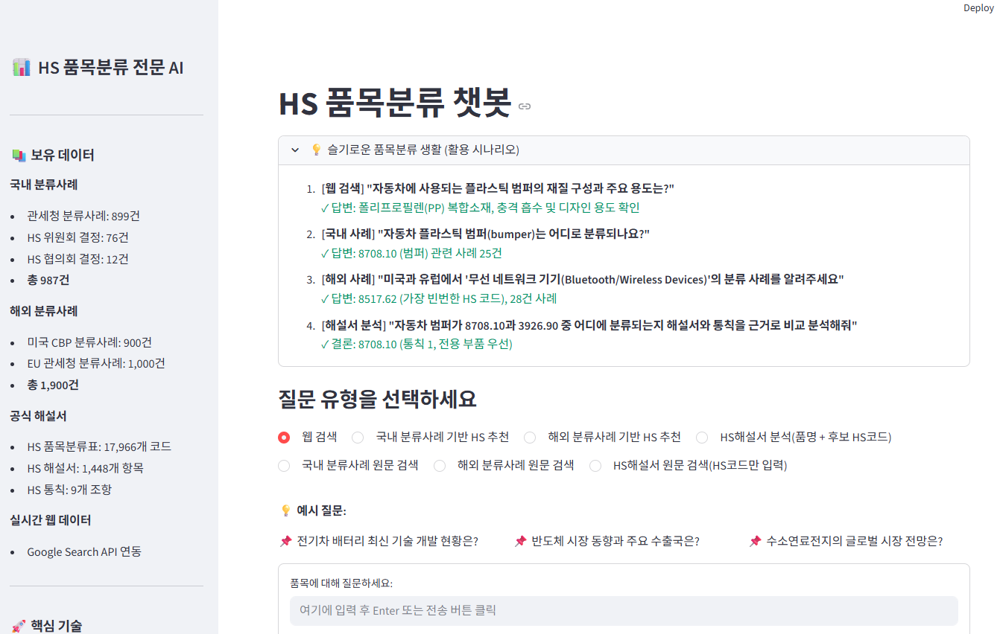 Deploy
HS 품목분류 전문 AI
보유 데이터
국내 분류사례
관세청 분류사례: 899건
HS 위원회 결정: 76건
HS 협의회 결정: 12건
총 987건
해외 분류사례
미국 CBP 분류사례: 900건
EU 관세청 분류사례: 1,000건
총 1,900건
공식 해설서
HS 품목분류표: 17,966개 코드
HS 해설서: 1,448개 항목
HS 통칙: 9개 조항
실시간 웹 데이터
Google Search API 연동
핵심 기술
HS 품목분류 챗봇
슬기로운 품목분류 생활 (활용 시나리오)
1. [웹 검색] "자동차에 사용되는 플라스틱 범퍼의 재질 구성과 주요 용도는?"
✓ 답변: 폴리프로필렌(PP) 복합소재, 충격 흡수 및 디자인 용도 확인
2. [국내 사례] "자동차 플라스틱 범퍼(bumper)는 어디로 분류되나요?"
✓ 답변: 8708.10 (범퍼) 관련 사례 25건
3. [해외 사례] "미국과 유럽에서 '무선 네트워크 기기(Bluetooth/Wireless Devices)'의 분류 사례를 알려주세요"
✓ 답변: 8517.62 (가장 빈번한 HS 코드), 28건 사례
4. [해설서 분석] "자동차 범퍼가 8708.10과 3926.90 중 어디에 분류되는지 해설서와 통칙을 근거로 비교 분석해줘"
✓ 결론: 8708.10 (통칙 1, 전용 부품 우선)
질문 유형을 선택하세요
웹 검색 국내 분류사례 기반 HS 추천 해외 분류사례 기반 HS 추천 HS해설서 분석(품명 + 후보 HS코드)
국내 분류사례 원문 검색 해외 분류사례 원문 검색 HS해설서 원문 검색(HS코드만 입력)
예시 질문:
전기차 배터리 최신 기술 개발 현황은? 반도체 시장 동향과 주요 수출국은? 수소연료전지의 글로벌 시장 전망은?
품목에 대해 질문하세요:
여기에 입력 후 Enter 또는 전송 버튼 클릭